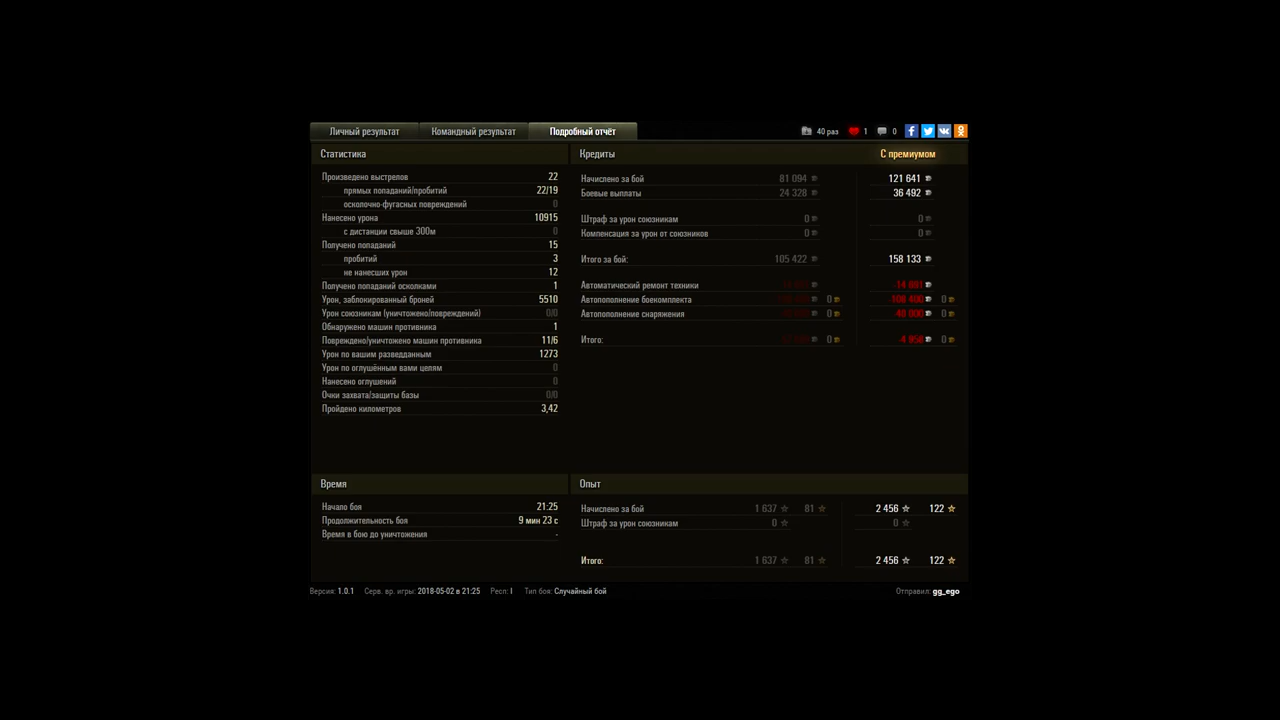 Личный результат Командный результат Подробный отчёт 40 раз 1 0
Статистика
Произведено выстрелов 22
прямых попаданий/пробитий 22/19
осколочно-фугасных повреждений 0
Нанесено урона 10915
с дистанции свыше 300м 0
Получено попаданий 15
пробитий 3
не нанесших урон 12
Получено попаданий осколками 1
Урон, заблокированный броней 5510
Урон союзникам (уничтожено/повреждений) 0/0
Обнаружено машин противника 1
Повреждено/уничтожено машин противника 11/6
Урон по вашим разведданным 1273
Урон по оглушённым вами целям 0
Нанесено оглушений 0
Очки захвата/защиты базы 0/0
Пройдено километров 3,42
Кредиты С премиумом
Начислено за бой 81 094 121 641
Боевые выплаты 24 328 36 492
Штраф за урон союзникам 0 0
Компенсация за урон от союзников 0 0
Итого за бой: 105 422 158 133
Автоматический ремонт техники
Автопополнение боекомплекта 0 0
Автопополнение снаряжения 0 0
Итого: 0 -4 958 0
Время
Начало боя 21:25
Продолжительность боя 9 мин 23 с
Время в бою до уничтожения -
Опыт
Начислено за бой 1 637 81 2 456 122
Штраф за урон союзникам 0 0
Итого: 1 637 81 2 456 122
Версия: 1.0.1 Серв. вр. игры: 2018-05-02 в 21:25 Респ: I Тип боя: Случайный бой Отправил: gg_ego